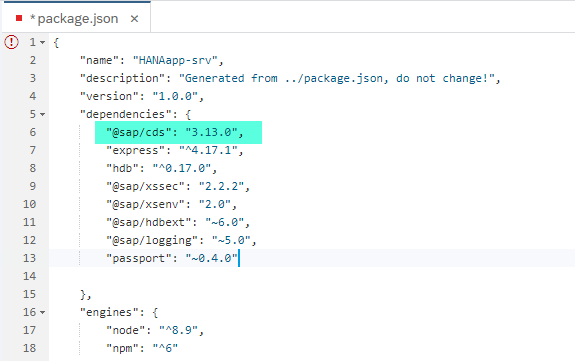 *package.json ×
1 {
2 "name": "HANAapp-srv",
3 "description": "Generated from ../package.json, do not change!",
4 "version": "1.0.0",
5 "dependencies": {
6 "@sap/cds": "3.13.0",
7 "express": "^4.17.1",
8 "hdb": "^0.17.0",
9 "@sap/xssec": "2.2.2",
10 "@sap/xsenv": "2.0",
11 "@sap/hdbext": "~6.0",
12 "@sap/logging": "~5.0",
13 "passport": "~0.4.0"
14
15 },
16 "engines": {
17 "node": "^8.9",
18 "npm": "^6"